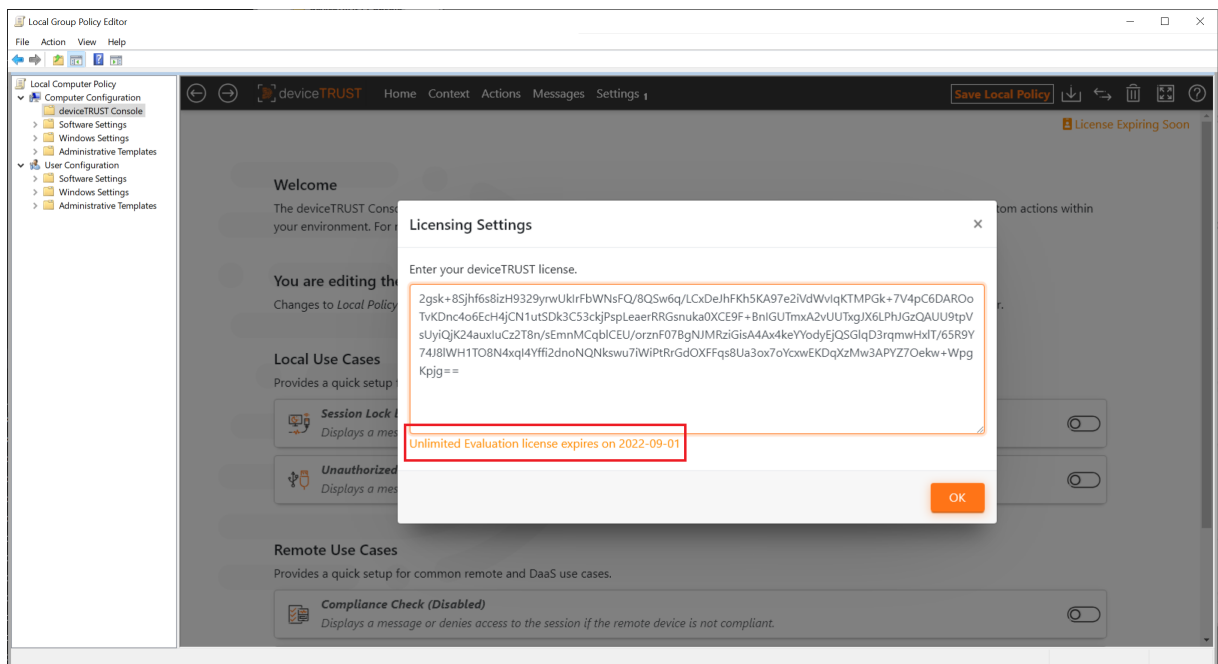 Local Group Policy Editor
File Action View Help
Local Computer Policy
Computer Configuration
deviceTRUST Console
Software Settings
Windows Settings
Administrative Templates
User Configuration
Software Settings
Windows Settings
Administrative Templates
deviceTRUST Home Context Actions Messages Settings 1
Save Local Policy
License Expiring Soon
Welcome
The deviceTRUST Conso
tom actions within
your environment. For
You are editing the
Changes to Local Policy
r.
Local Use Cases
Provides a quick setup
Session Lock
Displays a mes
Unauthorized
Displays a mes
Licensing Settings
Enter your deviceTRUST license.
2gsk+8Sjhf6s8izH9329yrwUkIrFbWNsFQ/8QSw6q/LCxDeJhFKh5KA97e2iVdWvIqKTMPGk+7V4pC6DAROo
TvKDnc4o6EcH4jCN1utSDk3C53ckjPspLeaerRRGsnuka0XCE9F+BnIGUTmxA2vUUTxgJX6LPhJGzQAUU9tpV
sUyiQjK24auxIuCz2T8n/sEmnMCqblCEU/orznF07BgNJMRziGisA4Ax4keYYodyEjQSGlqD3rqmwHxlT/65R9Y
74J8lWH1TO8N4xqI4Yffi2dnoNQNkswu7iWiPtRrGdOXFFqs8Ua3ox7oYcxwEKDqXzMw3APYZ7Oekw+Wpg
Kpjg==
Unlimited Evaluation license expires on 2022-09-01
OK
Remote Use Cases
Provides a quick setup for common remote and DaaS use cases.
Compliance Check (Disabled)
Displays a message or denies access to the session if the remote device is not compliant.